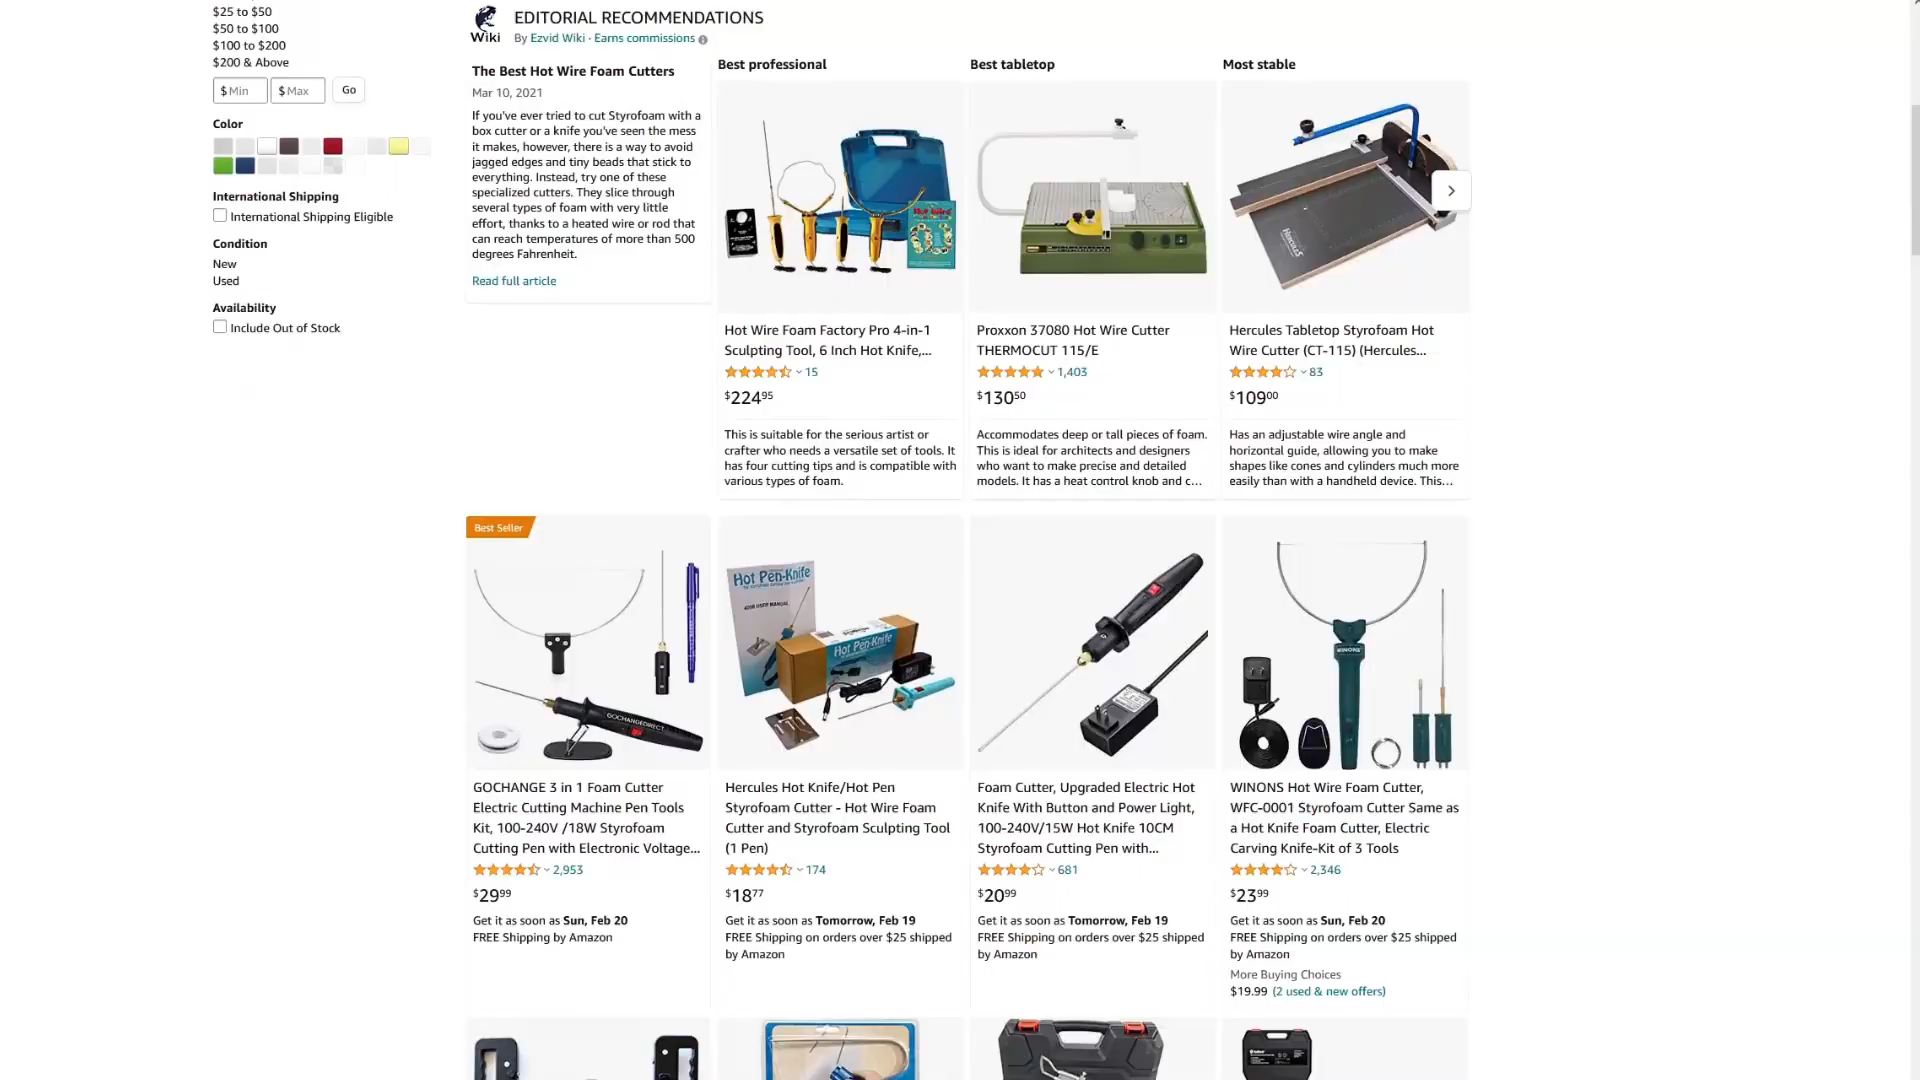 $25 to $50
$50 to $100
$100 to $200
$200 & Above
$ Min
$ Max
Go
Color
International Shipping
International Shipping Eligible
Condition
New
Used
Availability
Include Out of Stock
Wiki
EDITORIAL RECOMMENDATIONS
By Ezvid Wiki · Earns commissions
The Best Hot Wire Foam Cutters
Mar 10, 2021
If you've ever tried to cut Styrofoam with a
box cutter or a knife you've seen the mess
it makes, however, there is a way to avoid
jagged edges and tiny beads that stick to
everything. Instead, try one of these
specialized cutters. They slice through
several types of foam with very little
effort, thanks to a heated wire or rod that
can reach temperatures of more than 500
degrees Fahrenheit.
Read full article
Best professional
Hot Wire
Hot Wire Foam Factory Pro 4-in-1
Sculpting Tool, 6 Inch Hot Knife,...
15
$224 95
This is suitable for the serious artist or
crafter who needs a versatile set of tools. It
has four cutting tips and is compatible with
various types of foam.
Best tabletop
Proxxon 37080 Hot Wire Cutter
THERMOCUT 115/E
1,403
$130 50
Accommodates deep or tall pieces of foam.
This is ideal for architects and designers
who want to make precise and detailed
models. It has a heat control knob and c...
Most stable
HERCULES
Hercules Tabletop Styrofoam Hot
Wire Cutter (CT-115) (Hercules...
83
$109 00
Has an adjustable wire angle and
horizontal guide, allowing you to make
shapes like cones and cylinders much more
easily than with a handheld device. This...
Best Seller
GOCHANGEDIRECT
GOCHANGE 3 in 1 Foam Cutter
Electric Cutting Machine Pen Tools
Kit, 100-240V /18W Styrofoam
Cutting Pen with Electronic Voltage...
2,953
$29 99
Get it as soon as Sun, Feb 20
FREE Shipping by Amazon
Hot Pen-Knife
USER MANUAL
Hot Pen-Knife
Hercules Hot Knife/Hot Pen
Styrofoam Cutter - Hot Wire Foam
Cutter and Styrofoam Sculpting Tool
(1 Pen)
174
$18 77
Get it as soon as Tomorrow, Feb 19
FREE Shipping on orders over $25 shipped
by Amazon
Foam Cutter, Upgraded Electric Hot
Knife With Button and Power Light,
100-240V/15W Hot Knife 10CM
Styrofoam Cutting Pen with...
681
$20 99
Get it as soon as Tomorrow, Feb 19
FREE Shipping on orders over $25 shipped
by Amazon
WINONS
WINONS Hot Wire Foam Cutter,
WFC-0001 Styrofoam Cutter Same as
a Hot Knife Foam Cutter, Electric
Carving Knife-Kit of 3 Tools
2,346
$23 99
Get it as soon as Sun, Feb 20
FREE Shipping on orders over $25 shipped
by Amazon
More Buying Choices
$19.99 (2 used & new offers)